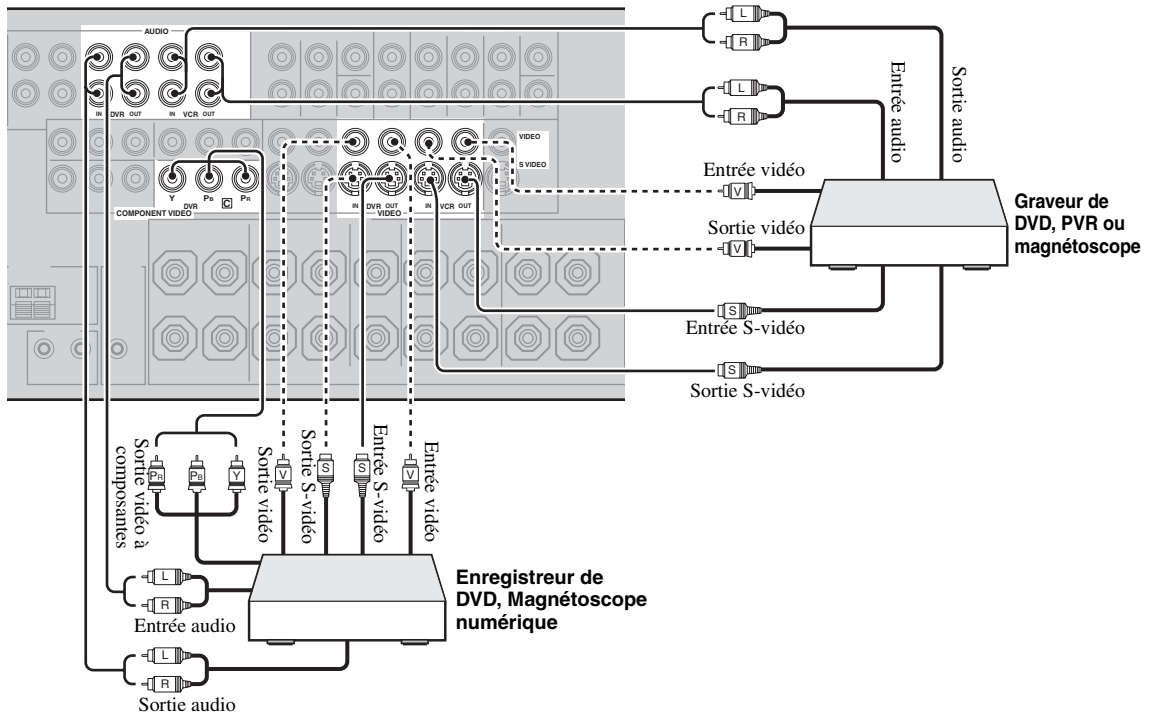 AUDIO
L
R
L
R
IN DVR OUT IN VCR OUT
Entrée audio
Sortie audio
VIDEO
S VIDEO
Entrée vidéo
V
Sortie vidéo
V
Graveur de
DVD, PVR ou
magnétoscope
Y PB PR
DVR C
COMPONENT VIDEO
IN DVR OUT IN VCR OUT
VIDEO
S
Entrée S-vidéo
S
Sortie S-vidéo
Sortie vidéo à
composantes
PR PB Y
Sortie vidéo
V
Sortie S-vidéo
S
Entrée S-vidéo
S
Entrée vidéo
V
Enregistreur de
DVD, Magnétoscope
numérique
L
R
Entrée audio
L
R
Sortie audio